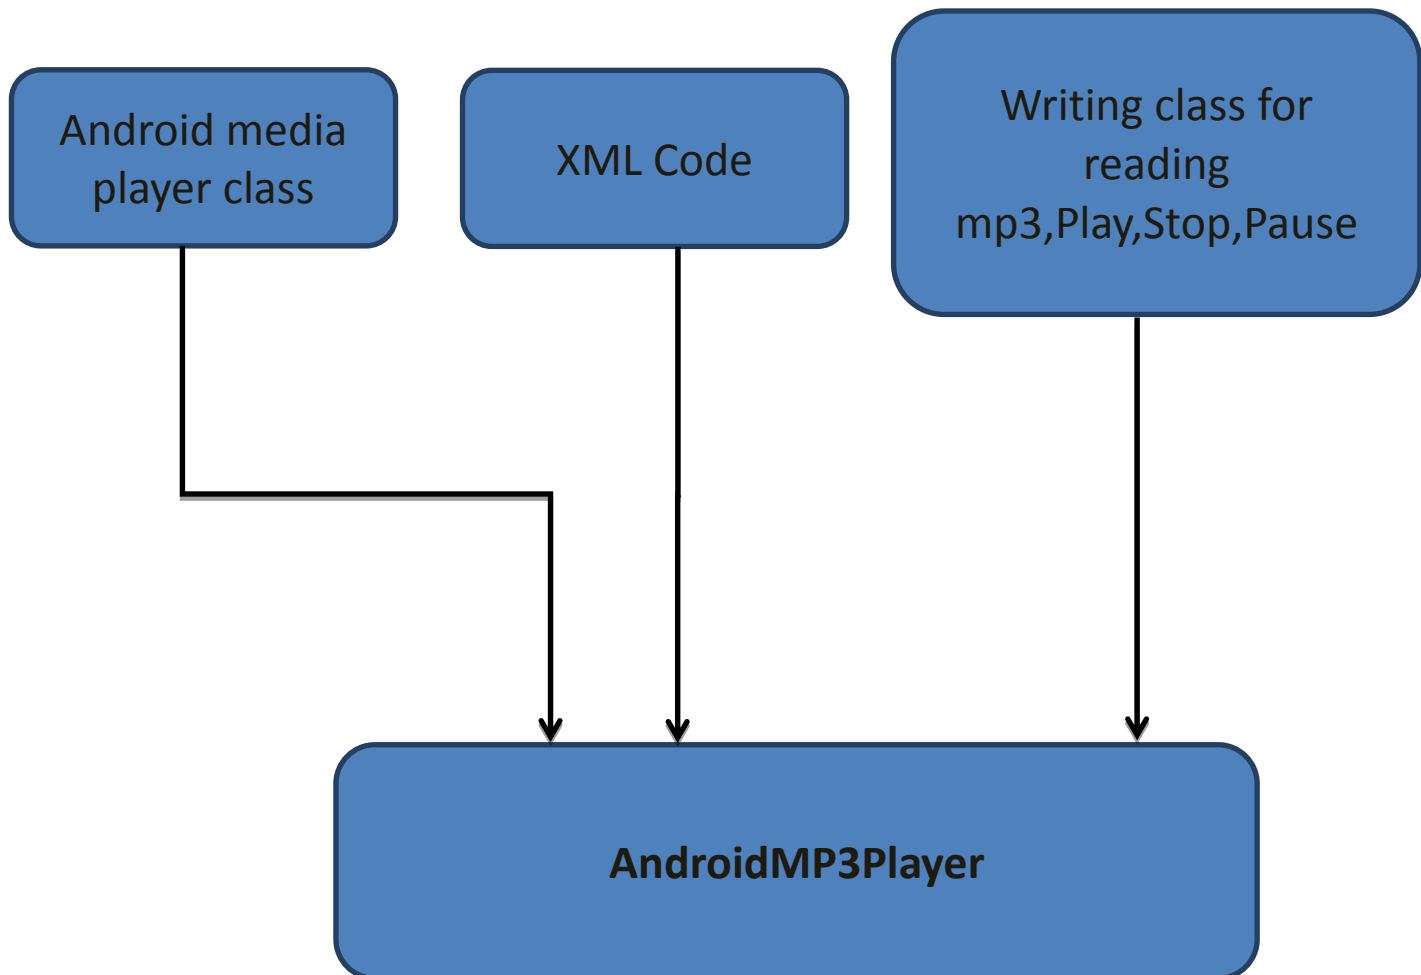 Android media
player class
XML Code
Writing class for
reading
mp3,Play,Stop,Pause
AndroidMP3Player